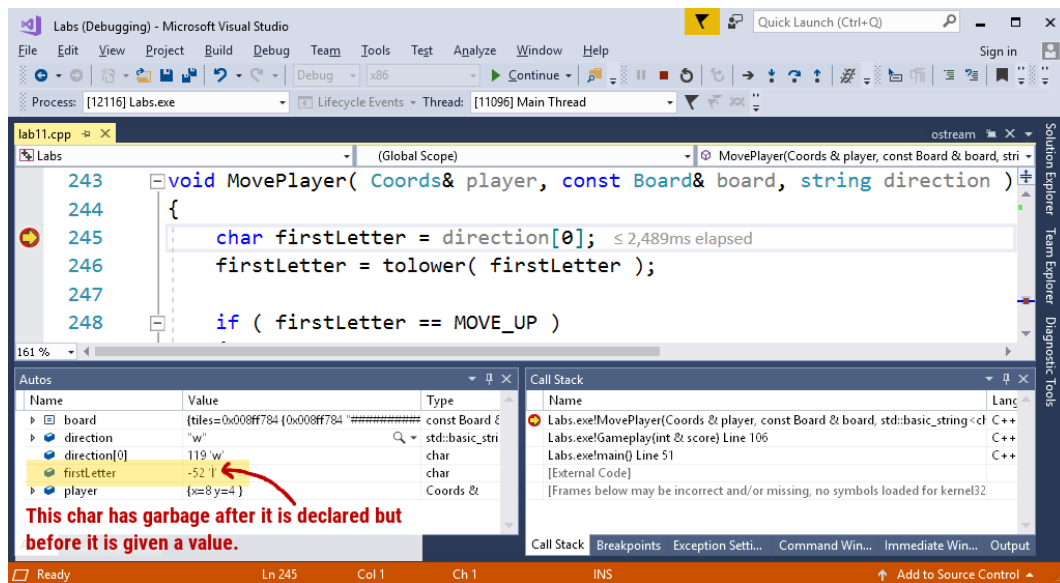 Labs (Debugging) - Microsoft Visual Studio
Quick Launch (Ctrl+Q)
File Edit View Project Build Debug Team Tools Test Analyze Window Help
Sign in
Debug x86 Continue
Process: [12116] Labs.exe Lifecycle Events Thread: [11096] Main Thread
lab11.cpp
ostream
Labs
(Global Scope)
MovePlayer(Coords & player, const Board & board, stri
243 void MovePlayer( Coords& player, const Board& board, string direction )
244 {
245 char firstLetter = direction[0]; ≤ 2,489ms elapsed
246 firstLetter = tolower( firstLetter );
247
248 if ( firstLetter == MOVE_UP )
161 %
Solution Explorer
Team Explorer
Diagnostic Tools
Autos
Name Value Type
board {tiles=0x008ff784 {0x008ff784 "########### const Board &
direction "w" std::basic_stri
direction[0] 119 'w' char
firstLetter -52 'Ì' char
player {x=8 y=4 } Coords &
This char has garbage after it is declared but
before it is given a value.
Call Stack
Name Lang
Labs.exe!MovePlayer(Coords & player, const Board & board, std::basic_string<ch C++
Labs.exe!Gameplay(int & score) Line 106 C++
Labs.exe!main() Line 51 C++
[External Code]
[Frames below may be incorrect and/or missing, no symbols loaded for kernel32
Call Stack Breakpoints Exception Setti... Command Win... Immediate Win... Output
Ready Ln 245 Col 1 Ch 1 INS Add to Source Control